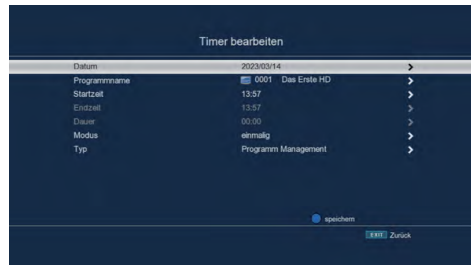 Timer bearbeiten
Datum 2023/03/14
Programmname 0001 Das Erste HD
Startzeit 13:57
Endzeit 13:57
Dauer 00:00
Modus einmalig
Typ Programm Management
speichern
EXIT Zurück